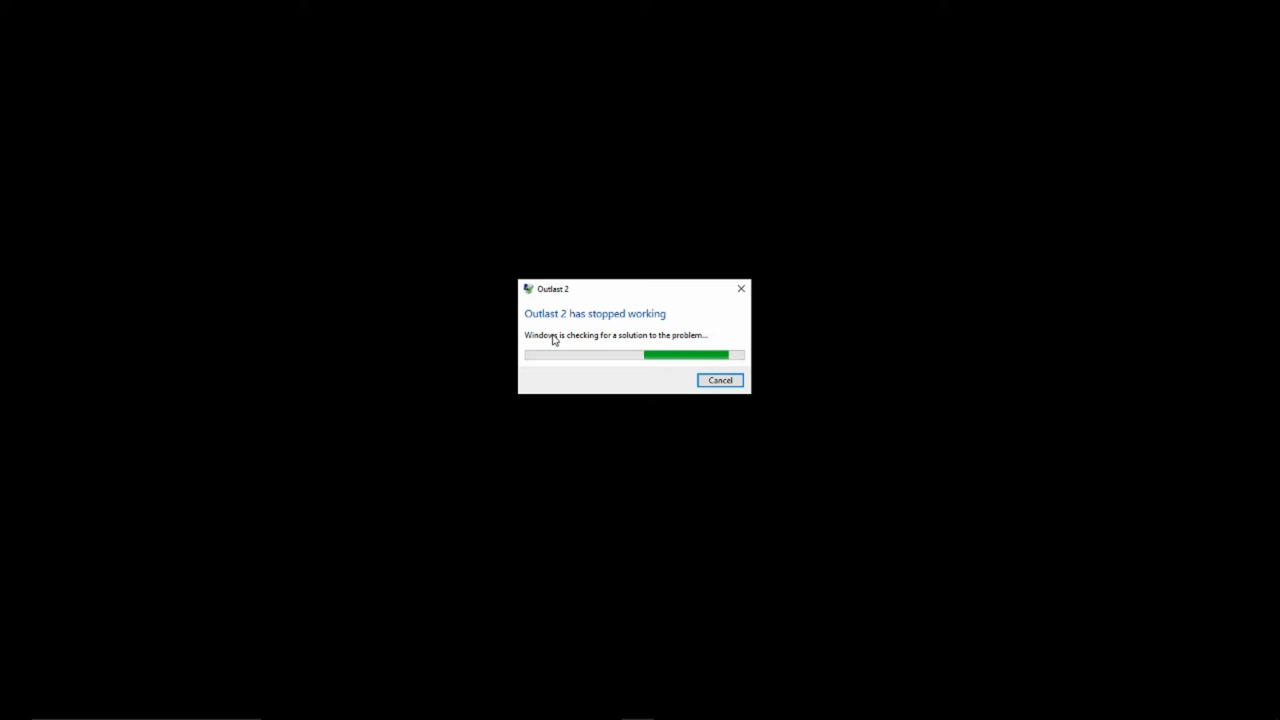 Outlast 2
Outlast 2 has stopped working
Windows is checking for a solution to the problem...
Cancel